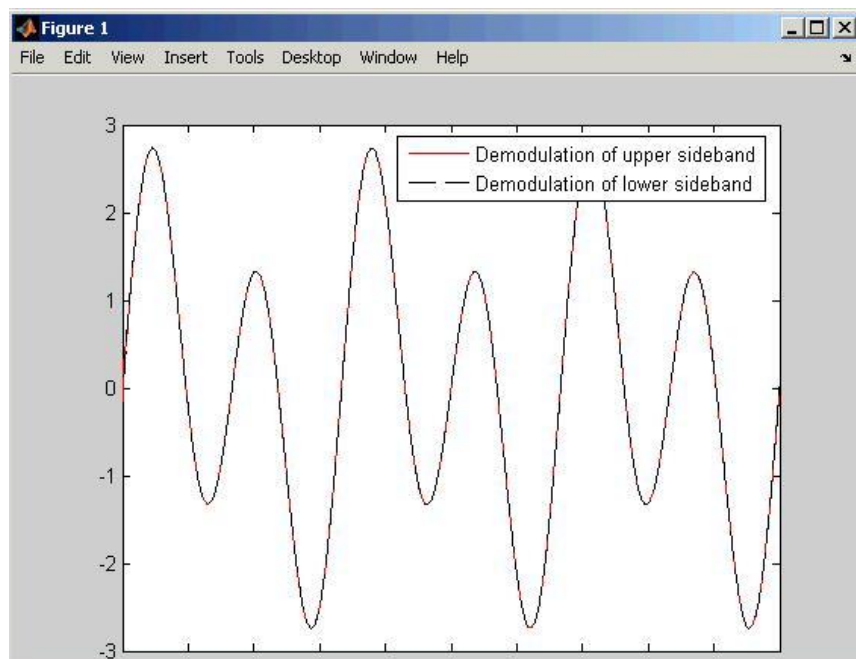 Figure 1
File Edit View Insert Tools Desktop Window Help
3
Demodulation of upper sideband
Demodulation of lower sideband
2
1
0
-1
-2
-3